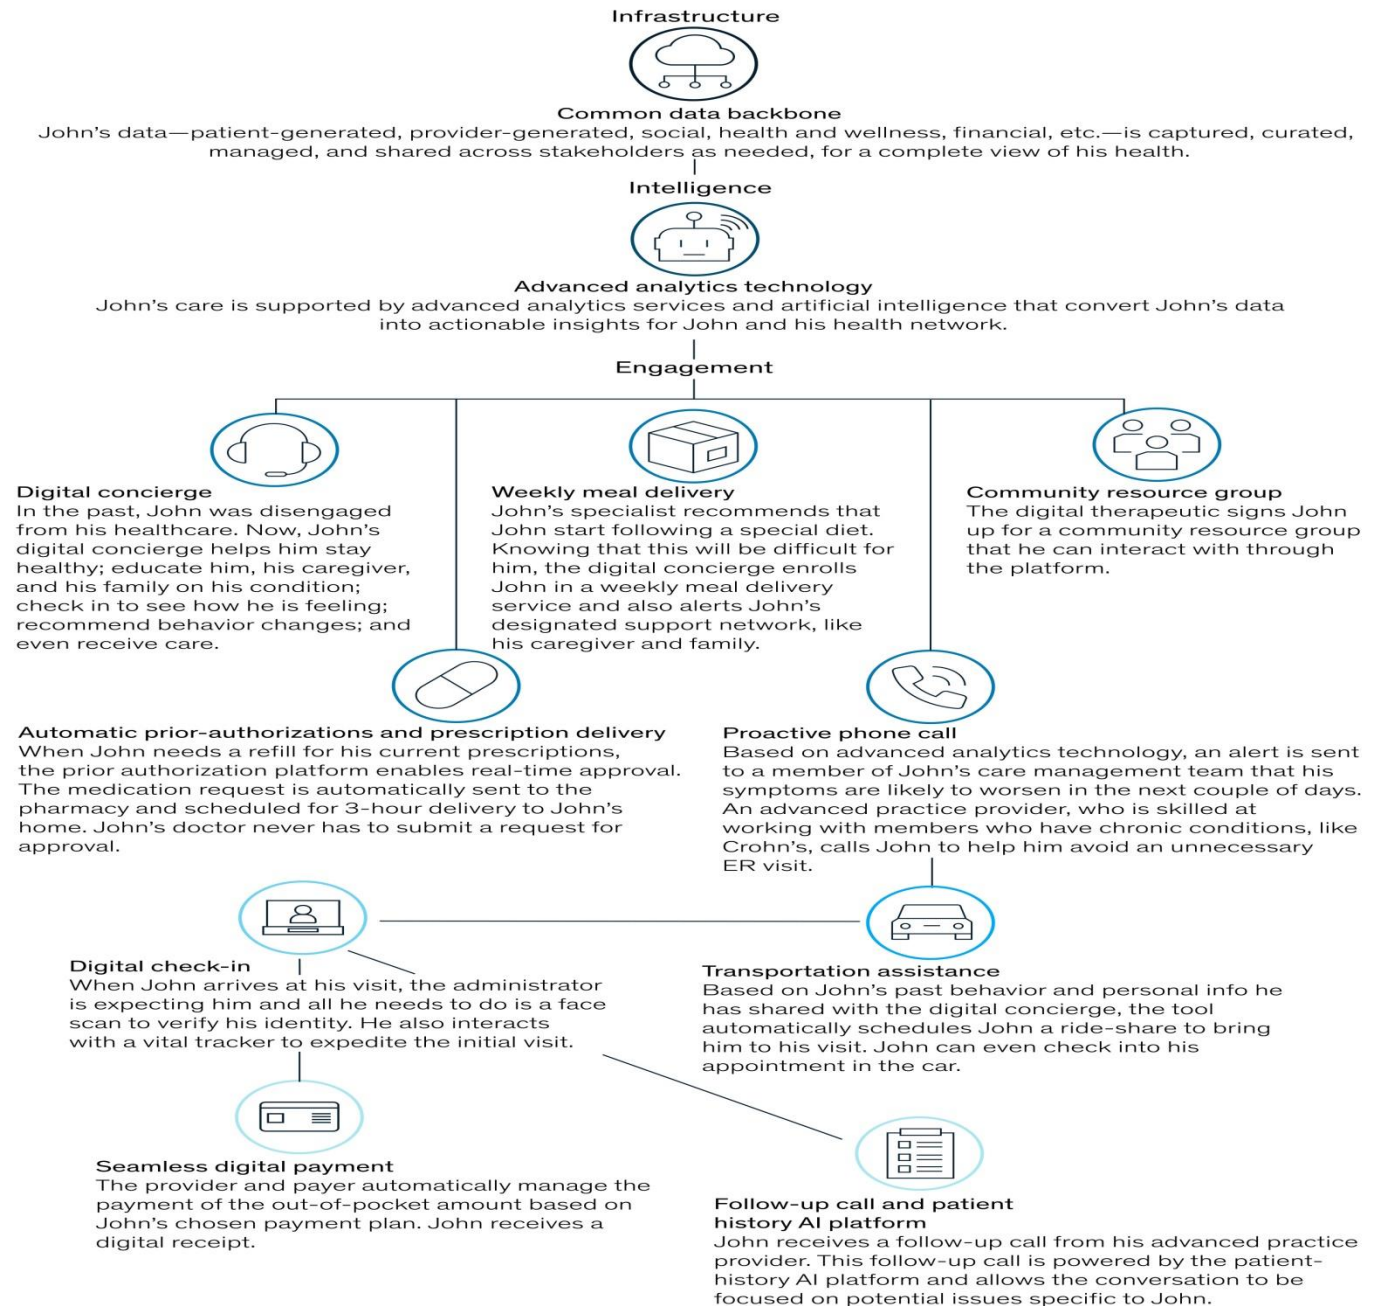 Infrastructure
Common data backbone
John's data—patient-generated, provider-generated, social, health and wellness, financial, etc.—is captured, curated,
managed, and shared across stakeholders as needed, for a complete view of his health.
Intelligence
Advanced analytics technology
John's care is supported by advanced analytics services and artificial intelligence that convert John's data
into actionable insights for John and his health network.
Engagement
Digital concierge
In the past, John was disengaged
from his healthcare. Now, John's
digital concierge helps him stay
healthy; educate him, his caregiver,
and his family on his condition;
check in to see how he is feeling;
recommend behavior changes; and
even receive care.
Weekly meal delivery
John's specialist recommends that
John start following a special diet.
Knowing that this will be difficult for
him, the digital concierge enrolls
John in a weekly meal delivery
service and also alerts John's
designated support network, like
his caregiver and family.
Community resource group
The digital therapeutic signs John
up for a community resource group
that he can interact with through
the platform.
Automatic prior-authorizations and prescription delivery
When John needs a refill for his current prescriptions,
the prior authorization platform enables real-time approval.
The medication request is automatically sent to the
pharmacy and scheduled for 3-hour delivery to John's
home. John's doctor never has to submit a request for
approval.
Proactive phone call
Based on advanced analytics technology, an alert is sent
to a member of John's care management team that his
symptoms are likely to worsen in the next couple of days.
An advanced practice provider, who is skilled at
working with members who have chronic conditions, like
Crohn's, calls John to help him avoid an unnecessary
ER visit.
Digital check-in
When John arrives at his visit, the administrator
is expecting him and all he needs to do is a face
scan to verify his identity. He also interacts
with a vital tracker to expedite the initial visit.
Transportation assistance
Based on John's past behavior and personal info he
has shared with the digital concierge, the tool
automatically schedules John a ride-share to bring
him to his visit. John can even check into his
appointment in the car.
Seamless digital payment
The provider and payer automatically manage the
payment of the out-of-pocket amount based on
John's chosen payment plan. John receives a
digital receipt.
Follow-up call and patient
history AI platform
John receives a follow-up call from his advanced practice
provider. This follow-up call is powered by the patient-
history AI platform and allows the conversation to be
focused on potential issues specific to John.